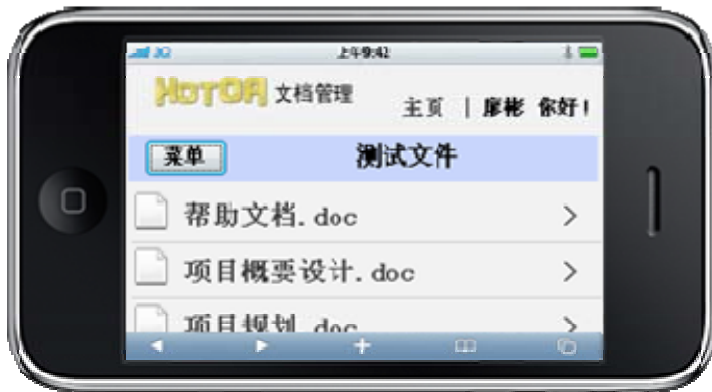 3G 上午9:42
HOTOA 文档管理
主页 | 廖彬 你好!
菜单 测试文件
帮助文档.doc
项目概要设计.doc
项目规划.doc